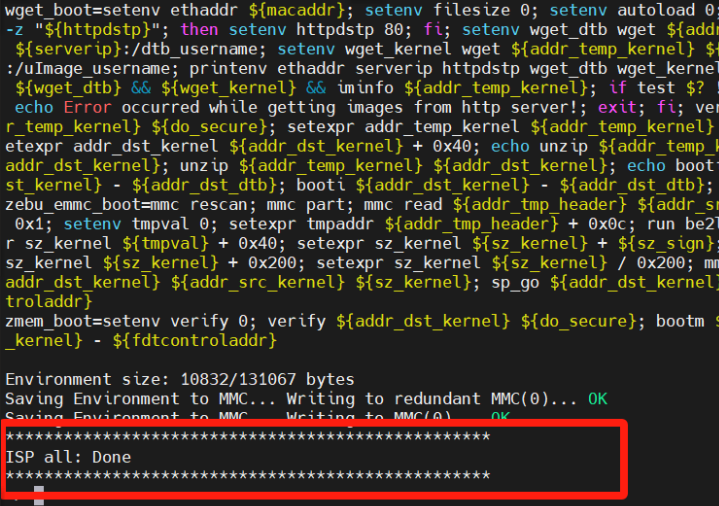 wget_boot=setenv ethaddr ${macaddr}; setenv filesize 0; setenv autoload 0;
-z "${httpdstp}"; then setenv httpdstp 80; fi; setenv wget_dtb wget ${addr
${serverip}:/dtb_username; setenv wget_kernel wget ${addr_temp_kernel} $
:/uImage_username; printenv ethaddr serverip httpdstp wget_dtb wget_kernel
${wget_dtb} && ${wget_kernel} && iminfo ${addr_temp_kernel}; if test $? !
echo Error occurred while getting images from http server!; exit; fi; ver
r_temp_kernel} ${do_secure}; setexpr addr_temp_kernel ${addr_temp_kernel}
etexpr addr_dst_kernel ${addr_dst_kernel} + 0x40; echo unzip ${addr_temp_k
addr_dst_kernel}; unzip ${addr_temp_kernel} ${addr_dst_kernel}; echo boot
st_kernel} - ${addr_dst_dtb}; booti ${addr_dst_kernel} - ${addr_dst_dtb};
zebu_emmc_boot=mmc rescan; mmc part; mmc read ${addr_tmp_header} ${addr_sr
0x1; setenv tmpval 0; setexpr tmpaddr ${addr_tmp_header} + 0x0c; run be2l
r sz_kernel ${tmpval} + 0x40; setexpr sz_kernel ${sz_kernel} + ${sz_sign};
sz_kernel ${sz_kernel} + 0x200; setexpr sz_kernel ${sz_kernel} / 0x200; mm
addr_dst_kernel} ${addr_src_kernel} ${sz_kernel}; sp_go ${addr_dst_kernel}
troladdr}
zmem_boot=setenv verify 0; verify ${addr_dst_kernel} ${do_secure}; bootm $
_kernel} - ${fdtcontroladdr}
Environment size: 10832/131067 bytes
Saving Environment to MMC... Writing to redundant MMC(0)... OK
Saving Environment to MMC... Writing to MMC(0)... OK
**************************************************
ISP all: Done
**************************************************